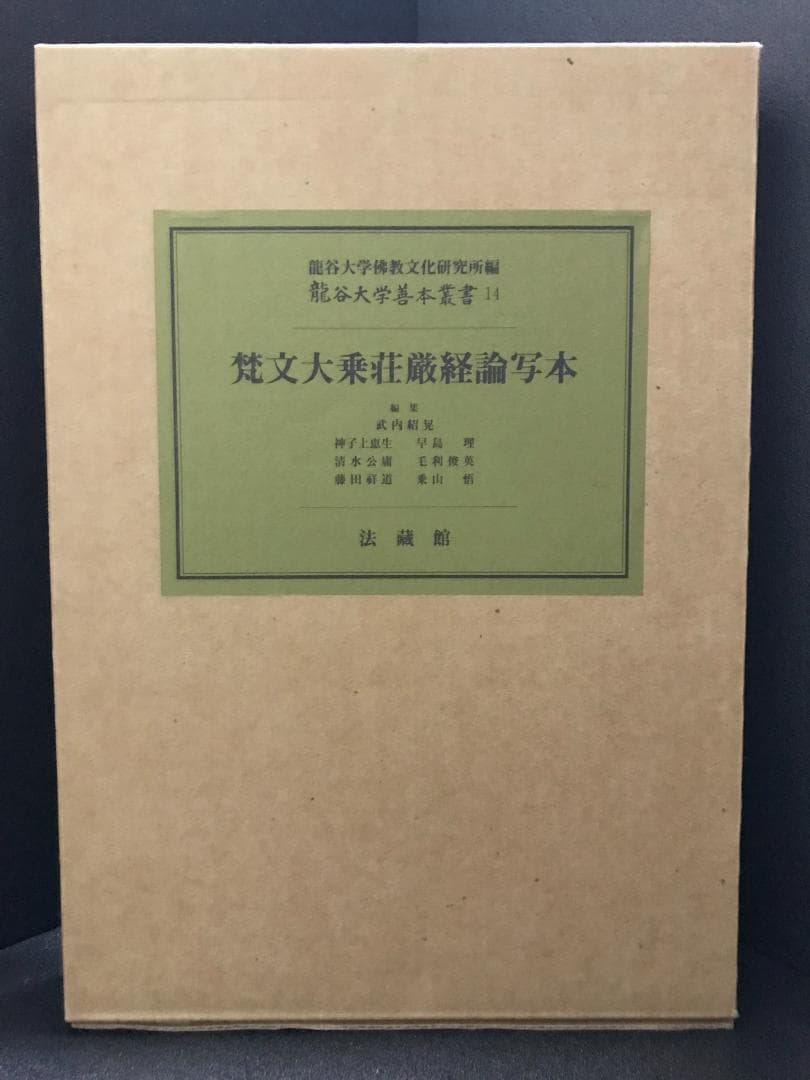 龍谷大学佛教文化研究所編
龍谷大学善本叢書 14
梵文大乗荘厳経論写本
編集
武内紹晃
神子上恵生 早島 理
清水公庸 毛利俊英
藤田祥道 乗山 悟
法藏館